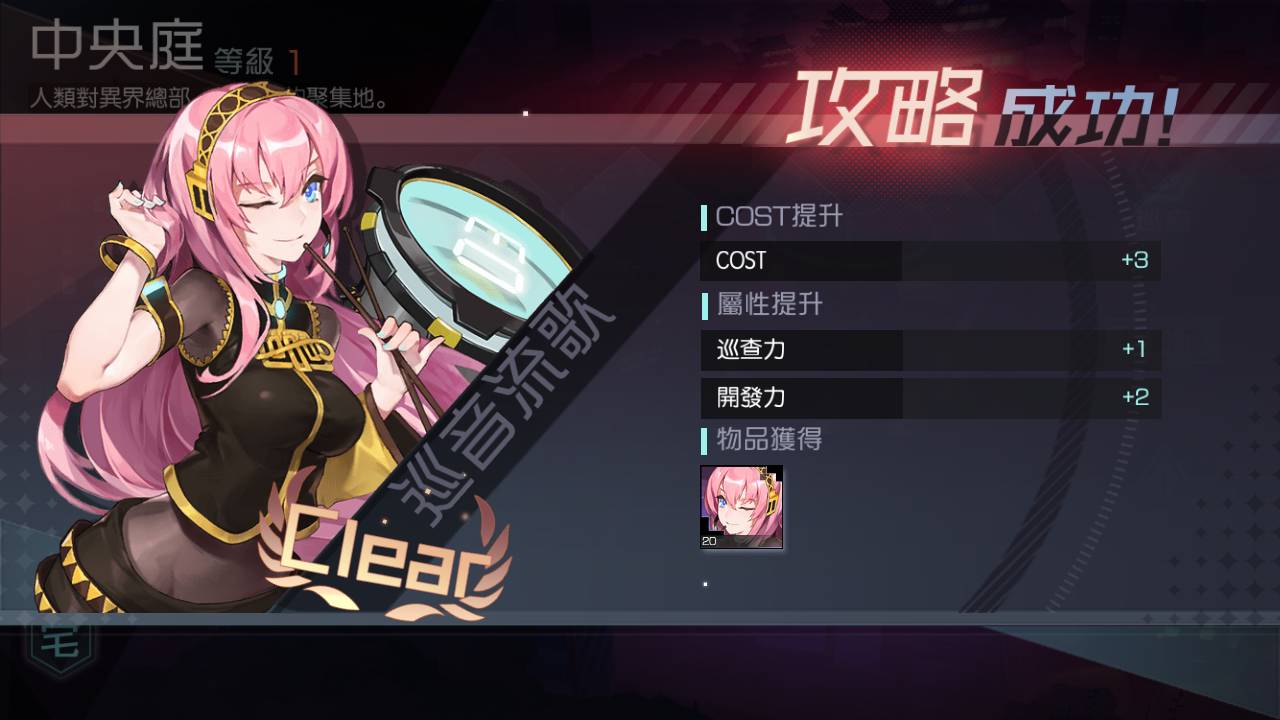 中央庭 等級 1
人類對異界總部
的聚集地。
攻略成功!
COST提升
COST +3
屬性提升
巡查力 +1
開發力 +2
物品獲得
20
巡音流歌
Clear
宅